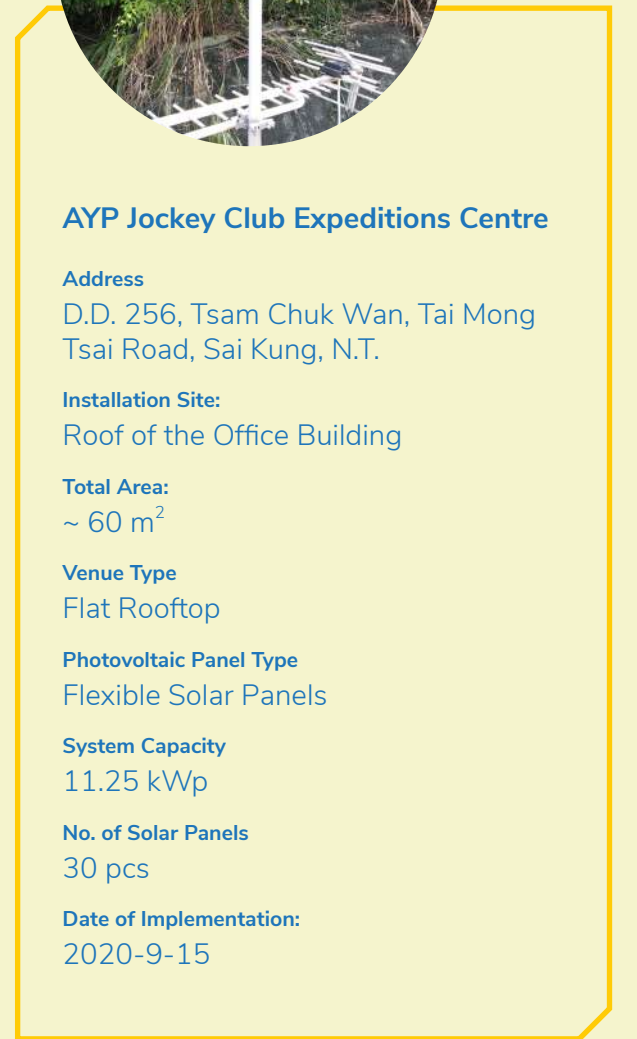 AYP Jockey Club Expeditions Centre
Address
D.D. 256, Tsam Chuk Wan, Tai Mong
Tsai Road, Sai Kung, N.T.
Installation Site:
Roof of the Office Building
Total Area:
~ 60 m²
Venue Type
Flat Rooftop
Photovoltaic Panel Type
Flexible Solar Panels
System Capacity
11.25 kWp
No. of Solar Panels
30 pcs
Date of Implementation:
2020-9-15